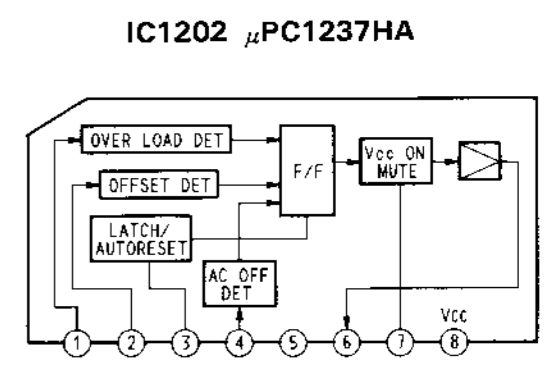 IC1202 μPC1237HA
OVER LOAD DET
OFFSET DET
F/F
Vcc ON
MUTE
LATCH/
AUTORESET
AC OFF
DET
Vcc
1 2 3 4 5 6 7 8